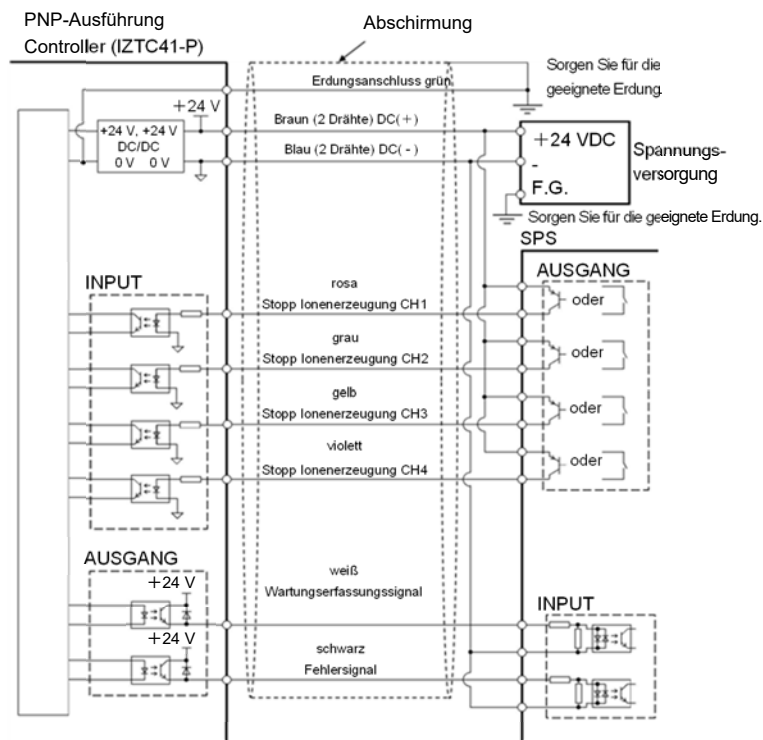 PNP-Ausführung
Controller (IZTC41-P)
Abschirmung
Erdungsanschluss grün
Sorgen Sie für die
geeignete Erdung.
+24 V
Braun (2 Drähte) DC(+)
+24 V, +24 V
DC/DC
0 V 0 V
Blau (2 Drähte) DC(-)
+24 VDC
-
F.G.
Spannungs-
versorgung
Sorgen Sie für die geeignete Erdung.
SPS
INPUT
AUSGANG
rosa
Stopp Ionenerzeugung CH1
oder
grau
Stopp Ionenerzeugung CH2
oder
gelb
Stopp Ionenerzeugung CH3
oder
violett
Stopp Ionenerzeugung CH4
oder
AUSGANG
+24 V
weiß
Wartungserfassungssignal
INPUT
+24 V
schwarz
Fehlersignal